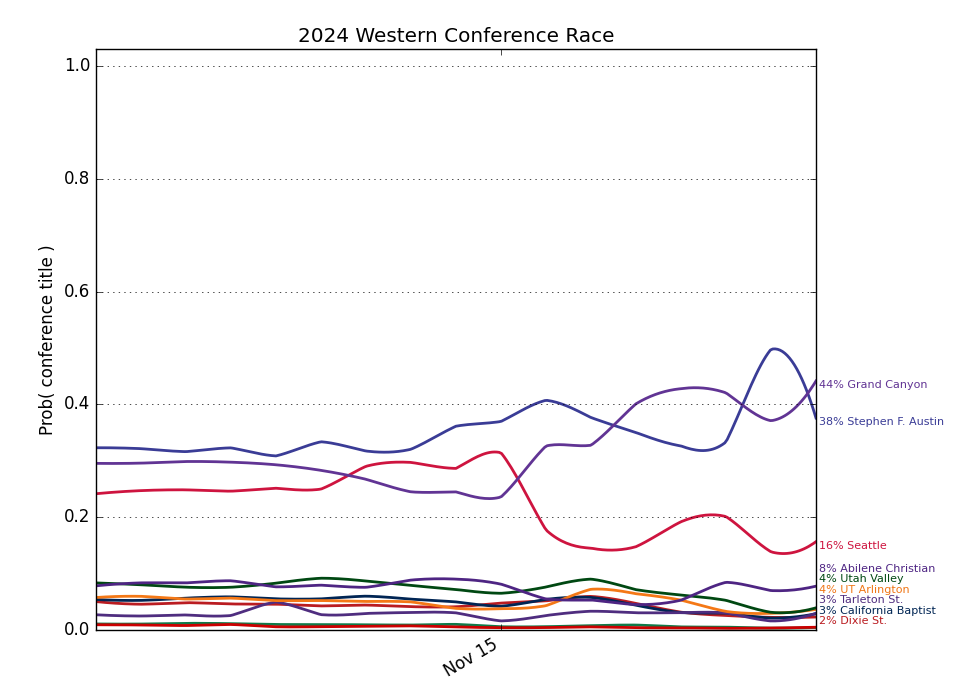 2024 Western Conference Race
1.0
0.8
0.6
0.4
0.2
0.0
Prob( conference title )
Nov 15
44% Grand Canyon
38% Stephen F. Austin
16% Seattle
8% Abilene Christian
4% Utah Valley
4% UT Arlington
3% Tarleton St.
3% California Baptist
2% Dixie St.